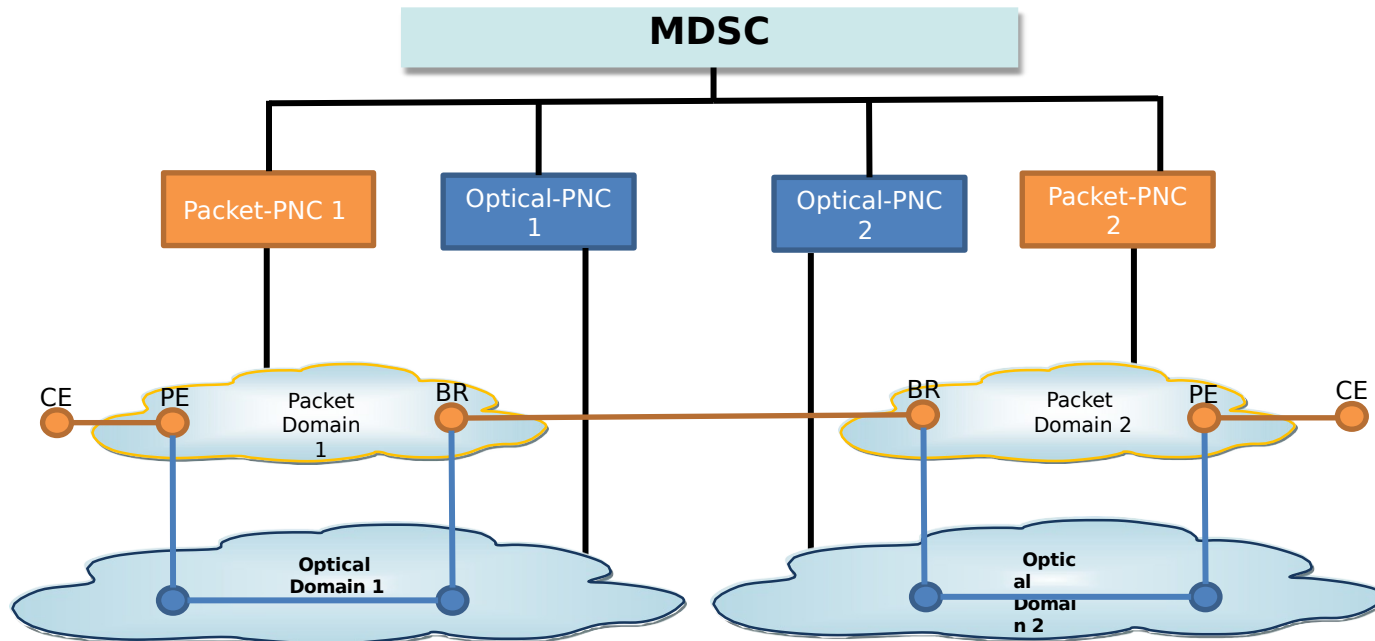 MDSC
Packet-PNC 1
Optical-PNC
1
Optical-PNC
2
Packet-PNC
2
CE
PE
BR
Packet
Domain
1
BR
Packet
Domain 2
PE
CE
Optical
Domain 1
Optic
al
Domai
n 2